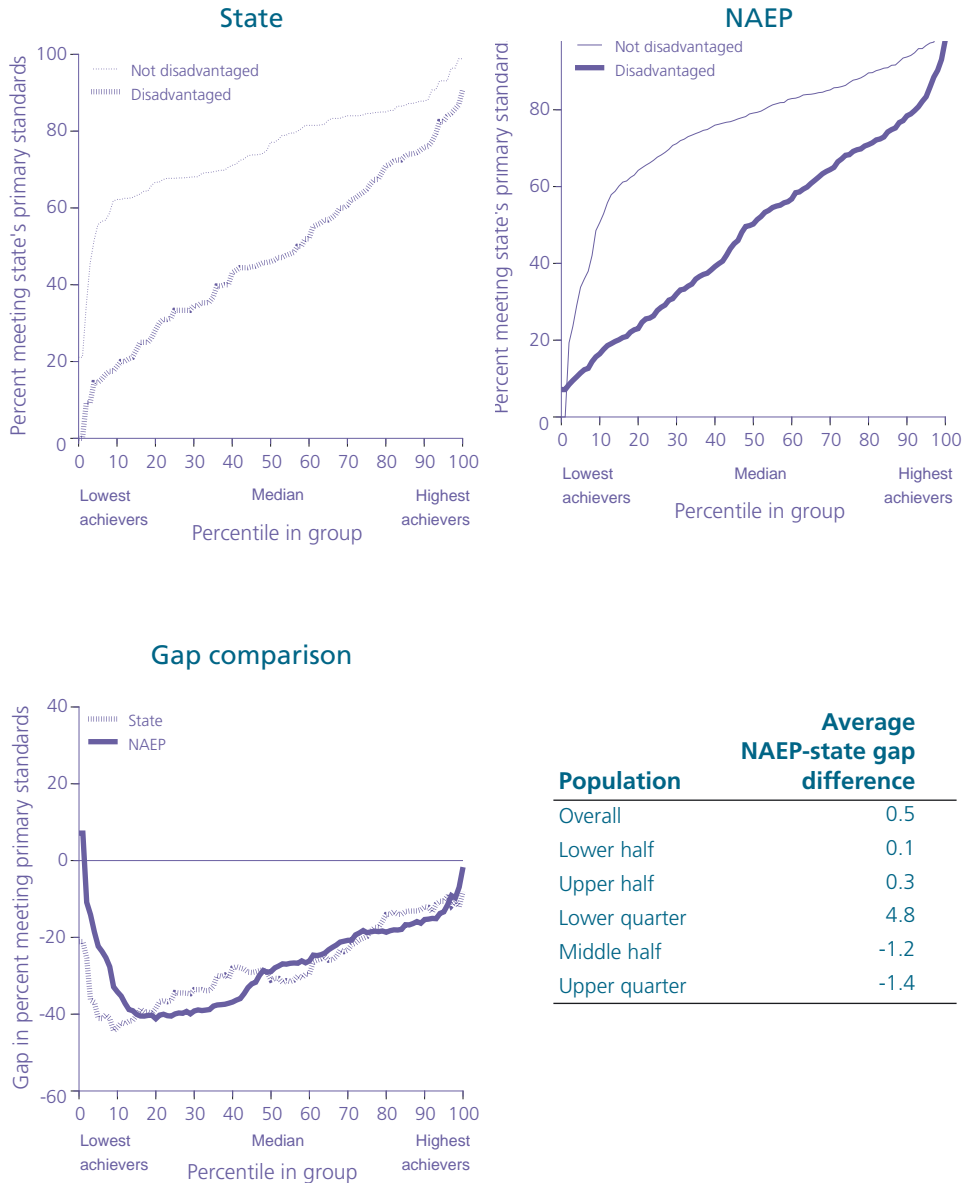 State
Percent meeting state's primary standards
100
80
60
40
20
0
Not disadvantaged
Disadvantaged
0 10 20 30 40 50 60 70 80 90 100
Lowest achievers
Median
Highest achievers
Percentile in group
NAEP
Percent meeting state's primary standard
80
60
40
20
0
Not disadvantaged
Disadvantaged
0 10 20 30 40 50 60 70 80 90 100
Lowest achievers
Median
Highest achievers
Percentile in group
Gap comparison
Gap in percent meeting primary standards
40
20
0
-20
-40
-60
State
NAEP
0 10 20 30 40 50 60 70 80 90 100
Lowest achievers
Median
Highest achievers
Percentile in group
Average
NAEP-state gap
Population difference
Overall 0.5
Lower half 0.1
Upper half 0.3
Lower quarter 4.8
Middle half -1.2
Upper quarter -1.4